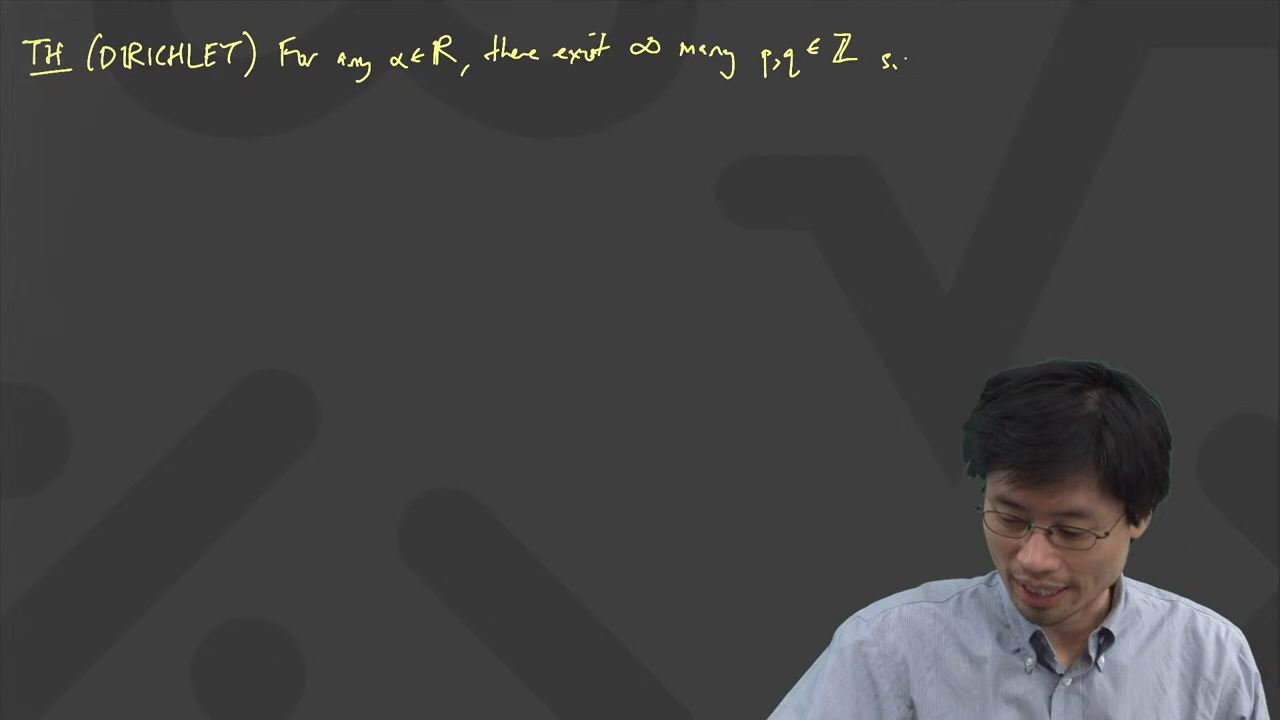 TH (DIRICHLET) For any α∈ℝ, there exist ∞ many p,q ∈ ℤ s.